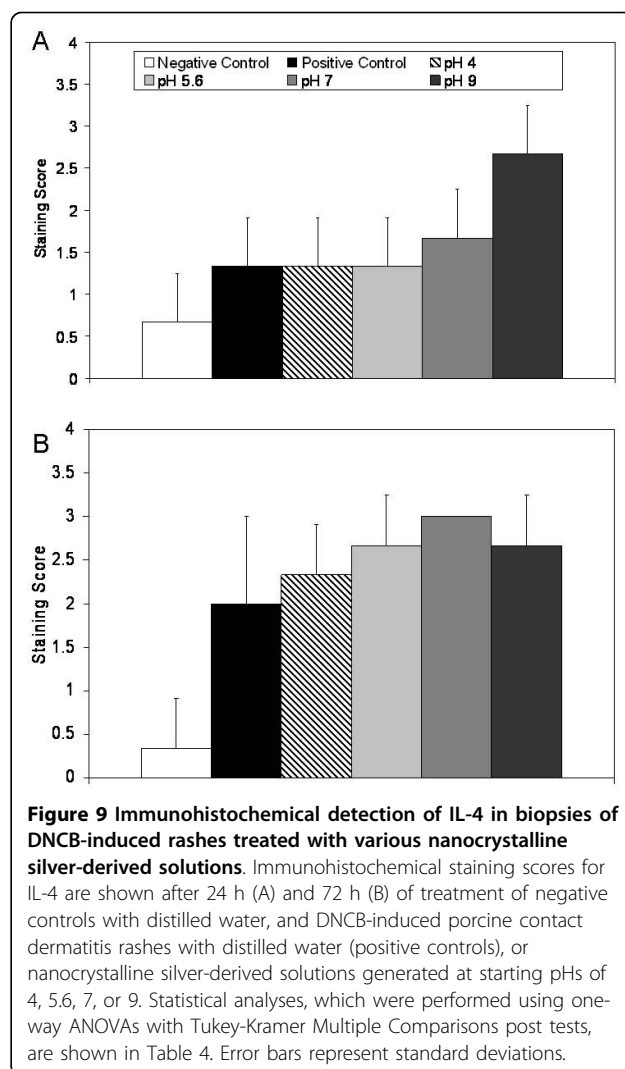 A
4
3.5
3
2.5
2
1.5
1
0.5
0
Staining Score
Negative Control Positive Control pH 4
pH 5.6 pH 7 pH 9
B
4
3.5
3
2.5
2
1.5
1
0.5
0
Staining Score
Figure 9 Immunohistochemical detection of IL-4 in biopsies of
DNCB-induced rashes treated with various nanocrystalline
silver-derived solutions. Immunohistochemical staining scores for
IL-4 are shown after 24 h (A) and 72 h (B) of treatment of negative
controls with distilled water, and DNCB-induced porcine contact
dermatitis rashes with distilled water (positive controls), or
nanocrystalline silver-derived solutions generated at starting pHs of
4, 5.6, 7, or 9. Statistical analyses, which were performed using one-
way ANOVAs with Tukey-Kramer Multiple Comparisons post tests,
are shown in Table 4. Error bars represent standard deviations.